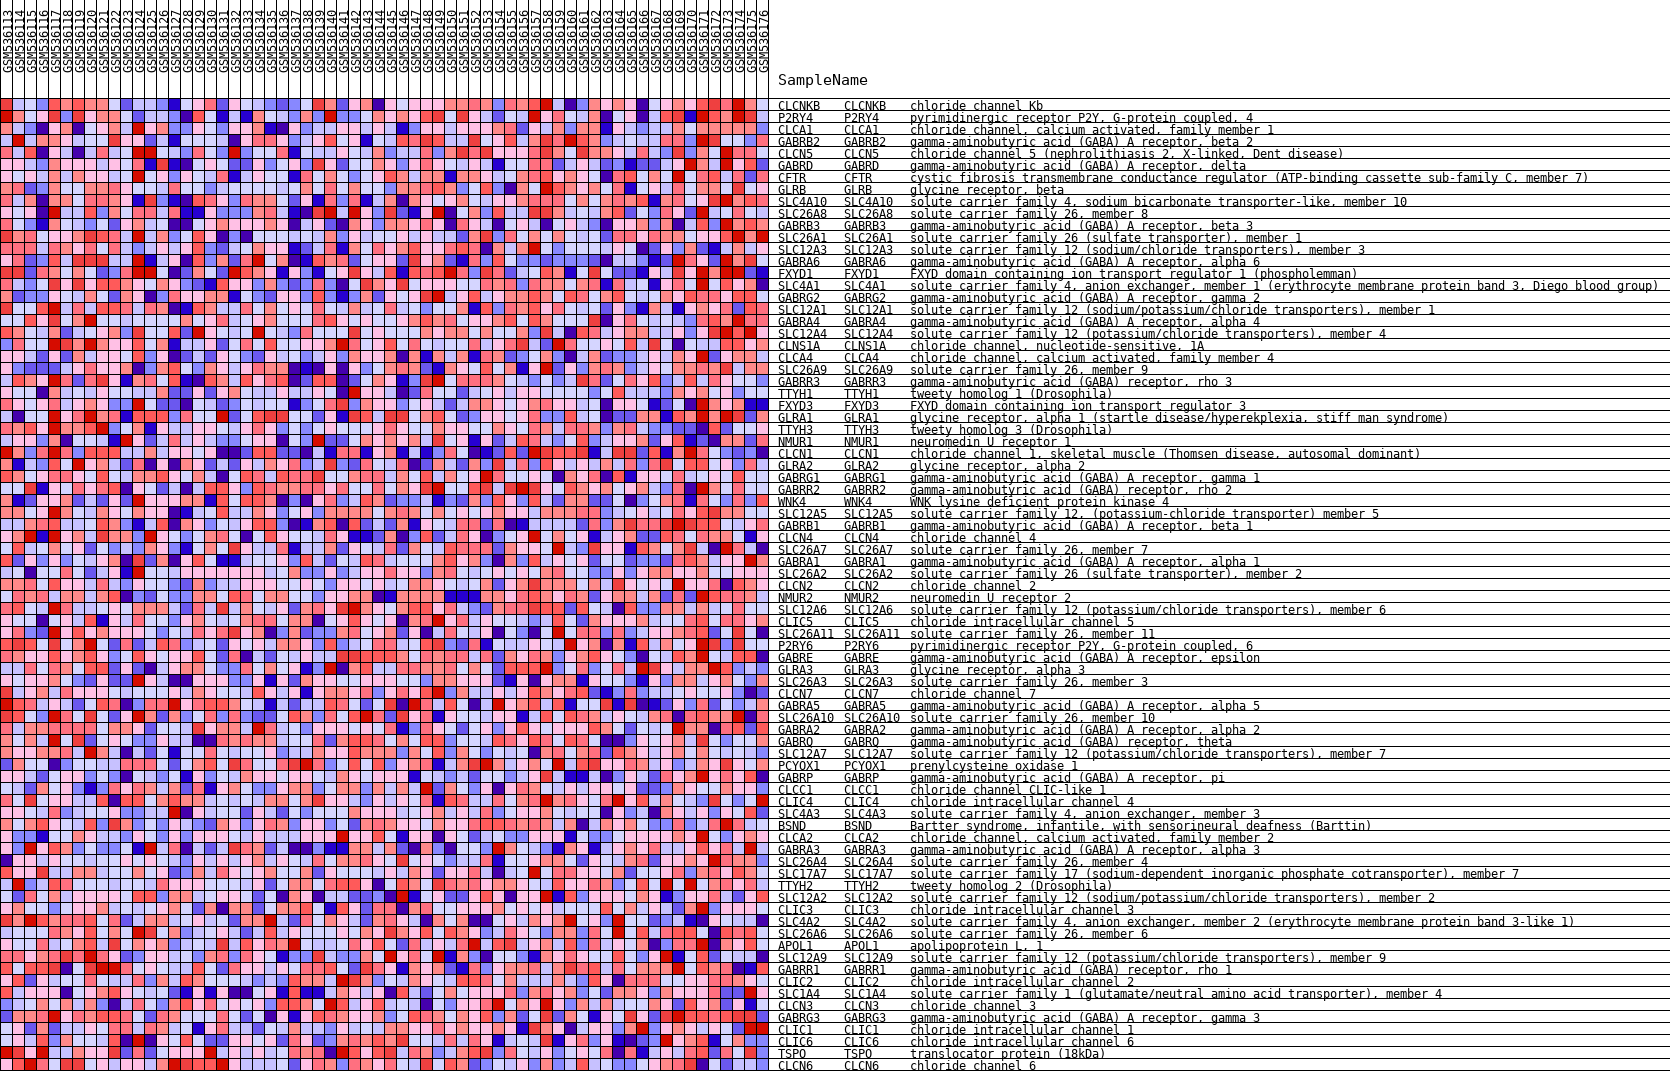 GSM536113 GSM536114 GSM536115 GSM536116 GSM536117 GSM536118 GSM536119 GSM536120 GSM536121 GSM536122 GSM536123 GSM536124 GSM536125 GSM536126 GSM536127 GSM536128 GSM536129 GSM536130 GSM536131 GSM536132 GSM536133 GSM536134 GSM536135 GSM536136 GSM536137 GSM536138 GSM536139 GSM536140 GSM536141 GSM536142 GSM536143 GSM536144 GSM536145 GSM536146 GSM536147 GSM536148 GSM536149 GSM536150 GSM536151 GSM536152 GSM536153 GSM536154 GSM536155 GSM536156 GSM536157 GSM536158 GSM536159 GSM536160 GSM536161 GSM536162 GSM536163 GSM536164 GSM536165 GSM536166 GSM536167 GSM536168 GSM536169 GSM536170 GSM536171 GSM536172 GSM536173 GSM536174 GSM536175 GSM536176
SampleName
CLCNKB CLCNKB chloride channel Kb
P2RY4 P2RY4 pyrimidinergic receptor P2Y, G-protein coupled, 4
CLCA1 CLCA1 chloride channel, calcium activated, family member 1
GABRB2 GABRB2 gamma-aminobutyric acid (GABA) A receptor, beta 2
CLCN5 CLCN5 chloride channel 5 (nephrolithiasis 2, X-linked, Dent disease)
GABRD GABRD gamma-aminobutyric acid (GABA) A receptor, delta
CFTR CFTR cystic fibrosis transmembrane conductance regulator (ATP-binding cassette sub-family C, member 7)
GLRB GLRB glycine receptor, beta
SLC4A10 SLC4A10 solute carrier family 4, sodium bicarbonate transporter-like, member 10
SLC26A8 SLC26A8 solute carrier family 26, member 8
GABRB3 GABRB3 gamma-aminobutyric acid (GABA) A receptor, beta 3
SLC26A1 SLC26A1 solute carrier family 26 (sulfate transporter), member 1
SLC12A3 SLC12A3 solute carrier family 12 (sodium/chloride transporters), member 3
GABRA6 GABRA6 gamma-aminobutyric acid (GABA) A receptor, alpha 6
FXYD1 FXYD1 FXYD domain containing ion transport regulator 1 (phospholemman)
SLC4A1 SLC4A1 solute carrier family 4, anion exchanger, member 1 (erythrocyte membrane protein band 3, Diego blood group)
GABRG2 GABRG2 gamma-aminobutyric acid (GABA) A receptor, gamma 2
SLC12A1 SLC12A1 solute carrier family 12 (sodium/potassium/chloride transporters), member 1
GABRA4 GABRA4 gamma-aminobutyric acid (GABA) A receptor, alpha 4
SLC12A4 SLC12A4 solute carrier family 12 (potassium/chloride transporters), member 4
CLNS1A CLNS1A chloride channel, nucleotide-sensitive, 1A
CLCA4 CLCA4 chloride channel, calcium activated, family member 4
SLC26A9 SLC26A9 solute carrier family 26, member 9
GABRR3 GABRR3 gamma-aminobutyric acid (GABA) receptor, rho 3
TTYH1 TTYH1 tweety homolog 1 (Drosophila)
FXYD3 FXYD3 FXYD domain containing ion transport regulator 3
GLRA1 GLRA1 glycine receptor, alpha 1 (startle disease/hyperekplexia, stiff man syndrome)
TTYH3 TTYH3 tweety homolog 3 (Drosophila)
NMUR1 NMUR1 neuromedin U receptor 1
CLCN1 CLCN1 chloride channel 1, skeletal muscle (Thomsen disease, autosomal dominant)
GLRA2 GLRA2 glycine receptor, alpha 2
GABRG1 GABRG1 gamma-aminobutyric acid (GABA) A receptor, gamma 1
GABRR2 GABRR2 gamma-aminobutyric acid (GABA) receptor, rho 2
WNK4 WNK4 WNK lysine deficient protein kinase 4
SLC12A5 SLC12A5 solute carrier family 12, (potassium-chloride transporter) member 5
GABRB1 GABRB1 gamma-aminobutyric acid (GABA) A receptor, beta 1
CLCN4 CLCN4 chloride channel 4
SLC26A7 SLC26A7 solute carrier family 26, member 7
GABRA1 GABRA1 gamma-aminobutyric acid (GABA) A receptor, alpha 1
SLC26A2 SLC26A2 solute carrier family 26 (sulfate transporter), member 2
CLCN2 CLCN2 chloride channel 2
NMUR2 NMUR2 neuromedin U receptor 2
SLC12A6 SLC12A6 solute carrier family 12 (potassium/chloride transporters), member 6
CLIC5 CLIC5 chloride intracellular channel 5
SLC26A11 SLC26A11 solute carrier family 26, member 11
P2RY6 P2RY6 pyrimidinergic receptor P2Y, G-protein coupled, 6
GABRE GABRE gamma-aminobutyric acid (GABA) A receptor, epsilon
GLRA3 GLRA3 glycine receptor, alpha 3
SLC26A3 SLC26A3 solute carrier family 26, member 3
CLCN7 CLCN7 chloride channel 7
GABRA5 GABRA5 gamma-aminobutyric acid (GABA) A receptor, alpha 5
SLC26A10 SLC26A10 solute carrier family 26, member 10
GABRA2 GABRA2 gamma-aminobutyric acid (GABA) A receptor, alpha 2
GABRQ GABRQ gamma-aminobutyric acid (GABA) receptor, theta
SLC12A7 SLC12A7 solute carrier family 12 (potassium/chloride transporters), member 7
PCYOX1 PCYOX1 prenylcysteine oxidase 1
GABRP GABRP gamma-aminobutyric acid (GABA) A receptor, pi
CLCC1 CLCC1 chloride channel CLIC-like 1
CLIC4 CLIC4 chloride intracellular channel 4
SLC4A3 SLC4A3 solute carrier family 4, anion exchanger, member 3
BSND BSND Bartter syndrome, infantile, with sensorineural deafness (Barttin)
CLCA2 CLCA2 chloride channel, calcium activated, family member 2
GABRA3 GABRA3 gamma-aminobutyric acid (GABA) A receptor, alpha 3
SLC26A4 SLC26A4 solute carrier family 26, member 4
SLC17A7 SLC17A7 solute carrier family 17 (sodium-dependent inorganic phosphate cotransporter), member 7
TTYH2 TTYH2 tweety homolog 2 (Drosophila)
SLC12A2 SLC12A2 solute carrier family 12 (sodium/potassium/chloride transporters), member 2
CLIC3 CLIC3 chloride intracellular channel 3
SLC4A2 SLC4A2 solute carrier family 4, anion exchanger, member 2 (erythrocyte membrane protein band 3-like 1)
SLC26A6 SLC26A6 solute carrier family 26, member 6
APOL1 APOL1 apolipoprotein L, 1
SLC12A9 SLC12A9 solute carrier family 12 (potassium/chloride transporters), member 9
GABRR1 GABRR1 gamma-aminobutyric acid (GABA) receptor, rho 1
CLIC2 CLIC2 chloride intracellular channel 2
SLC1A4 SLC1A4 solute carrier family 1 (glutamate/neutral amino acid transporter), member 4
CLCN3 CLCN3 chloride channel 3
GABRG3 GABRG3 gamma-aminobutyric acid (GABA) A receptor, gamma 3
CLIC1 CLIC1 chloride intracellular channel 1
CLIC6 CLIC6 chloride intracellular channel 6
TSPO TSPO translocator protein (18kDa)
CLCN6 CLCN6 chloride channel 6